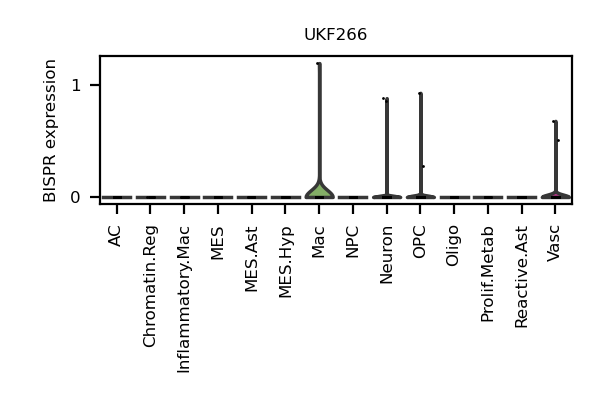 UKF266
BISPR expression
1
0
AC
Chromatin.Reg
Inflammatory.Mac
MES
MES.Ast
MES.Hyp
Mac
NPC
Neuron
OPC
Oligo
Prolif.Metab
Reactive.Ast
Vasc